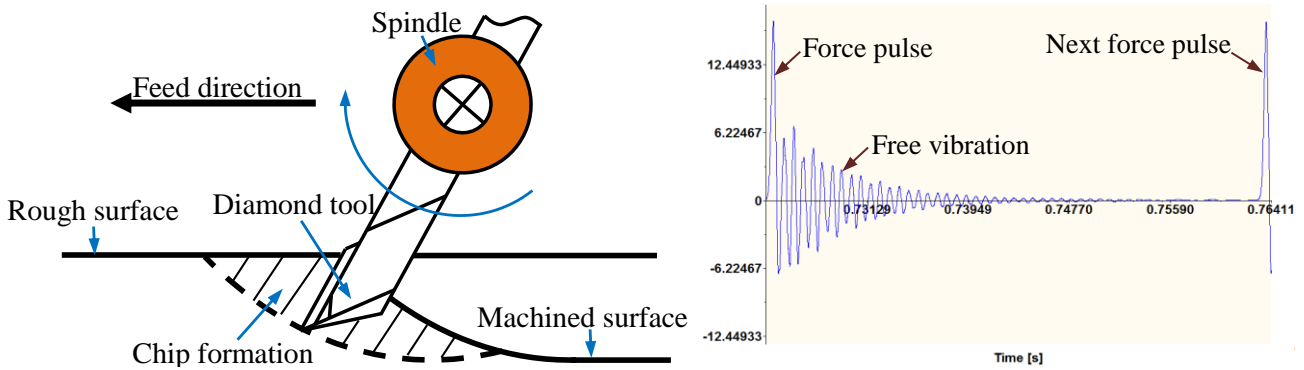 Spindle
Feed direction
Diamond tool
Rough surface
Machined surface
Chip formation
Force pulse
Next force pulse
Free vibration
12.44933
6.22467
0
-6.22467
-12.44933
0.73129
0.73949
0.74770
0.75590
0.76411
Time [s]